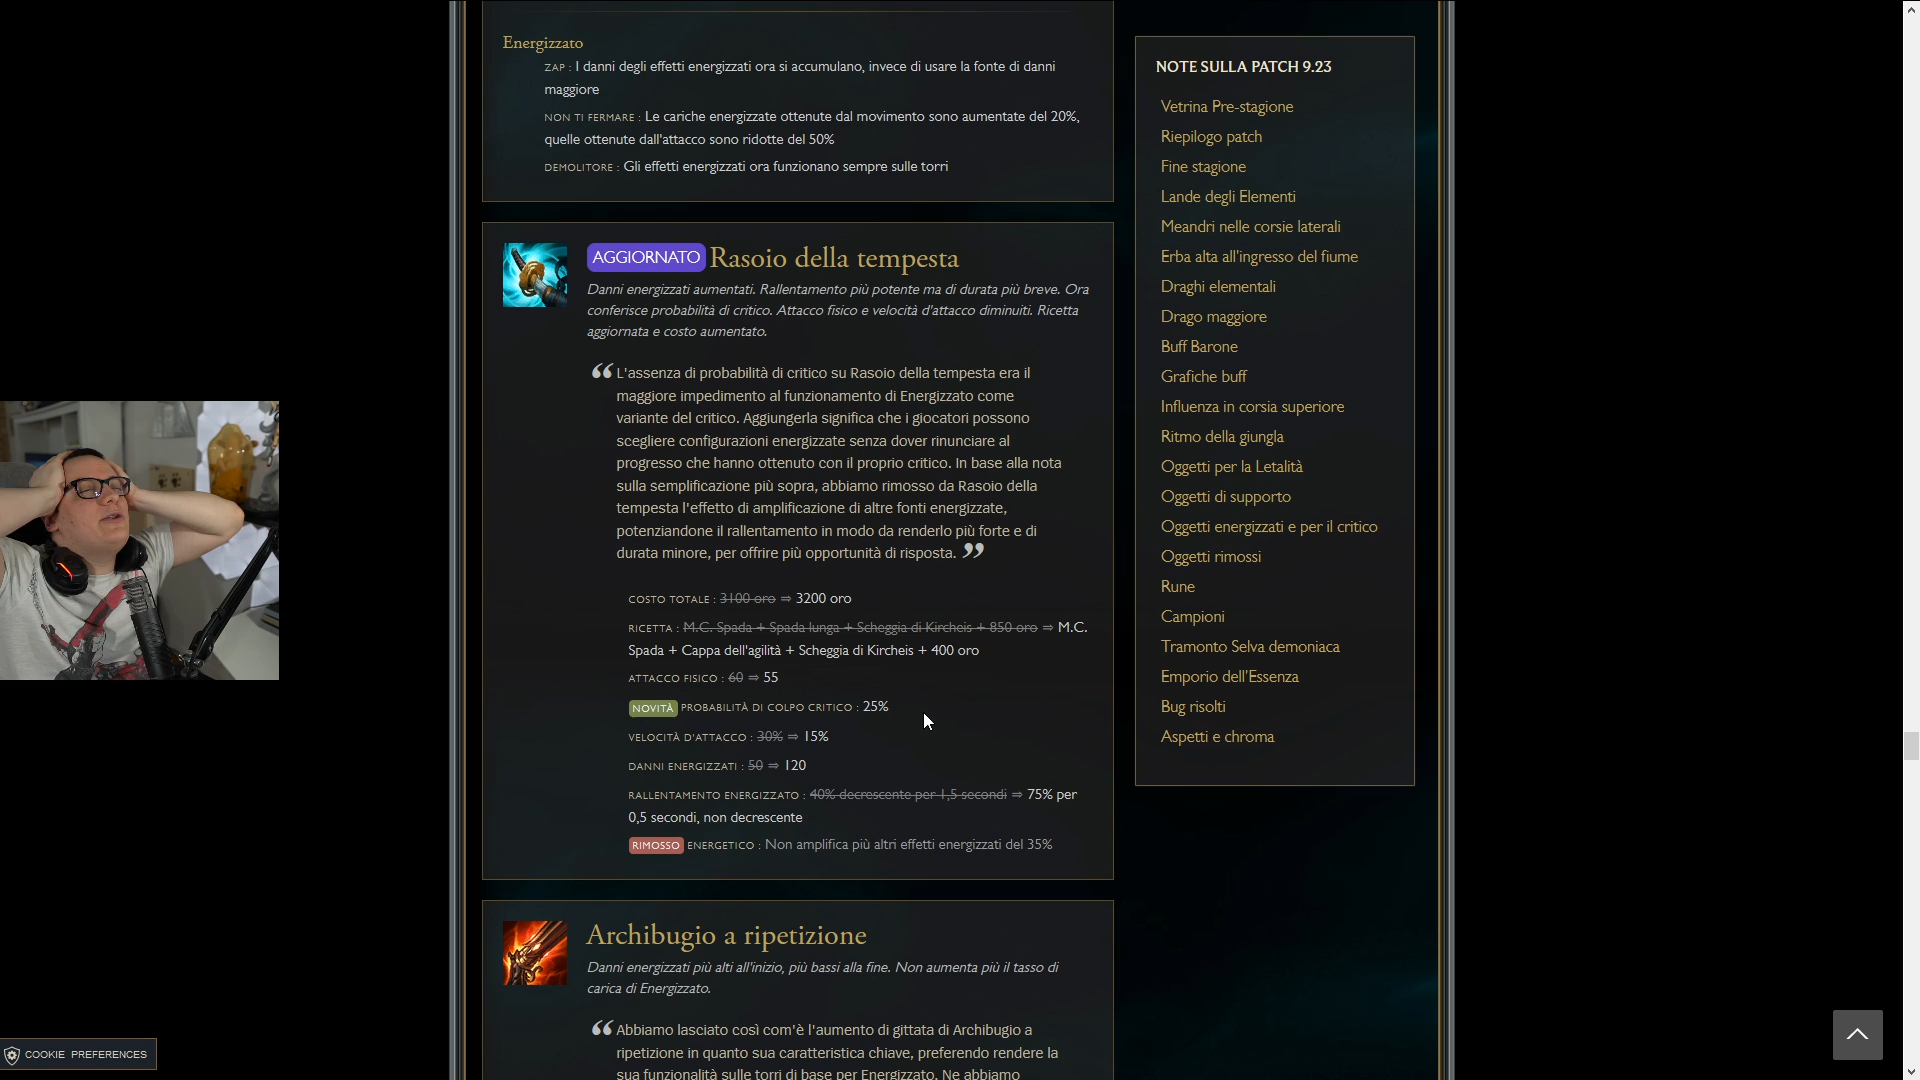 Energizzato
ZAP : I danni degli effetti energizzati ora si accumulano, invece di usare la fonte di danni
maggiore
NON TI FERMARE : Le cariche energizzate ottenute dal movimento sono aumentate del 20%,
quelle ottenute dall'attacco sono ridotte del 50%
DEMOLITORE : Gli effetti energizzati ora funzionano sempre sulle torri
AGGIORNATO Rasoio della tempesta
Danni energizzati aumentati. Rallentamento più potente ma di durata più breve. Ora
conferisce probabilità di critico. Attacco fisico e velocità d'attacco diminuiti. Ricetta
aggiornata e costo aumentato.
“ L'assenza di probabilità di critico su Rasoio della tempesta era il
maggiore impedimento al funzionamento di Energizzato come
variante del critico. Aggiungerla significa che i giocatori possono
scegliere configurazioni energizzate senza dover rinunciare al
progresso che hanno ottenuto con il proprio critico. In base alla nota
sulla semplificazione più sopra, abbiamo rimosso da Rasoio della
tempesta l'effetto di amplificazione di altre fonti energizzate,
potenziandone il rallentamento in modo da renderlo più forte e di
durata minore, per offrire più opportunità di risposta. ”
COSTO TOTALE : 3100 oro ⇒ 3200 oro
RICETTA : M.C. Spada + Spada lunga + Scheggia di Kircheis + 850 oro ⇒ M.C.
Spada + Cappa dell'agilità + Scheggia di Kircheis + 400 oro
ATTACCO FISICO : 60 ⇒ 55
NOVITÀ PROBABILITÀ DI COLPO CRITICO : 25%
VELOCITÀ D'ATTACCO : 30% ⇒ 15%
DANNI ENERGIZZATI : 50 ⇒ 120
RALLENTAMENTO ENERGIZZATO : 40% decrescente per 1,5 secondi ⇒ 75% per
0,5 secondi, non decrescente
RIMOSSO ENERGETICO : Non amplifica più altri effetti energizzati del 35%
Archibugio a ripetizione
Danni energizzati più alti all'inizio, più bassi alla fine. Non aumenta più il tasso di
carica di Energizzato.
“ Abbiamo lasciato così com'è l'aumento di gittata di Archibugio a
ripetizione in quanto sua caratteristica chiave, preferendo rendere la
sua funzionalità sulle torri di base per Energizzato. Ne abbiamo
NOTE SULLA PATCH 9.23
Vetrina Pre-stagione
Riepilogo patch
Fine stagione
Lande degli Elementi
Meandri nelle corsie laterali
Erba alta all'ingresso del fiume
Draghi elementali
Drago maggiore
Buff Barone
Grafiche buff
Influenza in corsia superiore
Ritmo della giungla
Oggetti per la Letalità
Oggetti di supporto
Oggetti energizzati e per il critico
Oggetti rimossi
Rune
Campioni
Tramonto Selva demoniaca
Emporio dell'Essenza
Bug risolti
Aspetti e chroma
COOKIE PREFERENCES